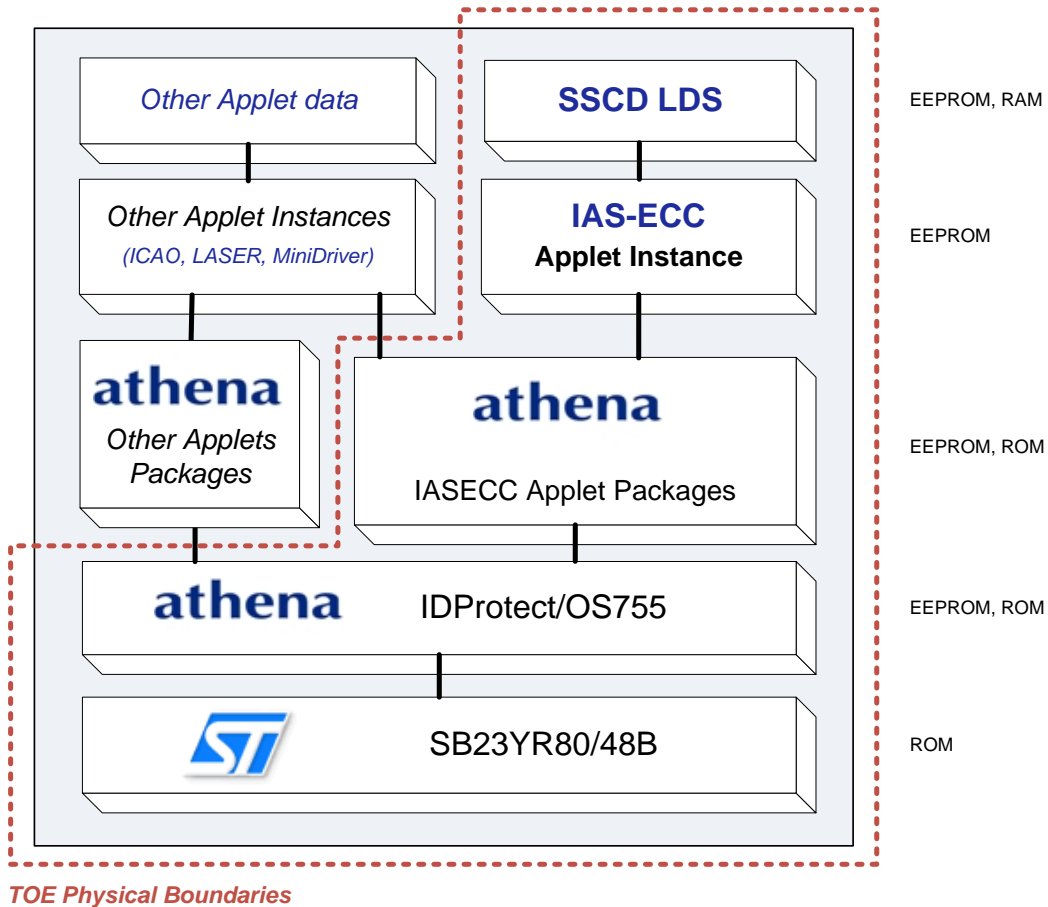 Other Applet data
SSCD LDS
EEPROM, RAM
Other Applet Instances
(ICAO, LASER, MiniDriver)
IAS-ECC
Applet Instance
EEPROM
athena
Other Applets
Packages
athena
IASECC Applet Packages
EEPROM, ROM
athena IDProtect/OS755
EEPROM, ROM
ST SB23YR80/48B
ROM
TOE Physical Boundaries